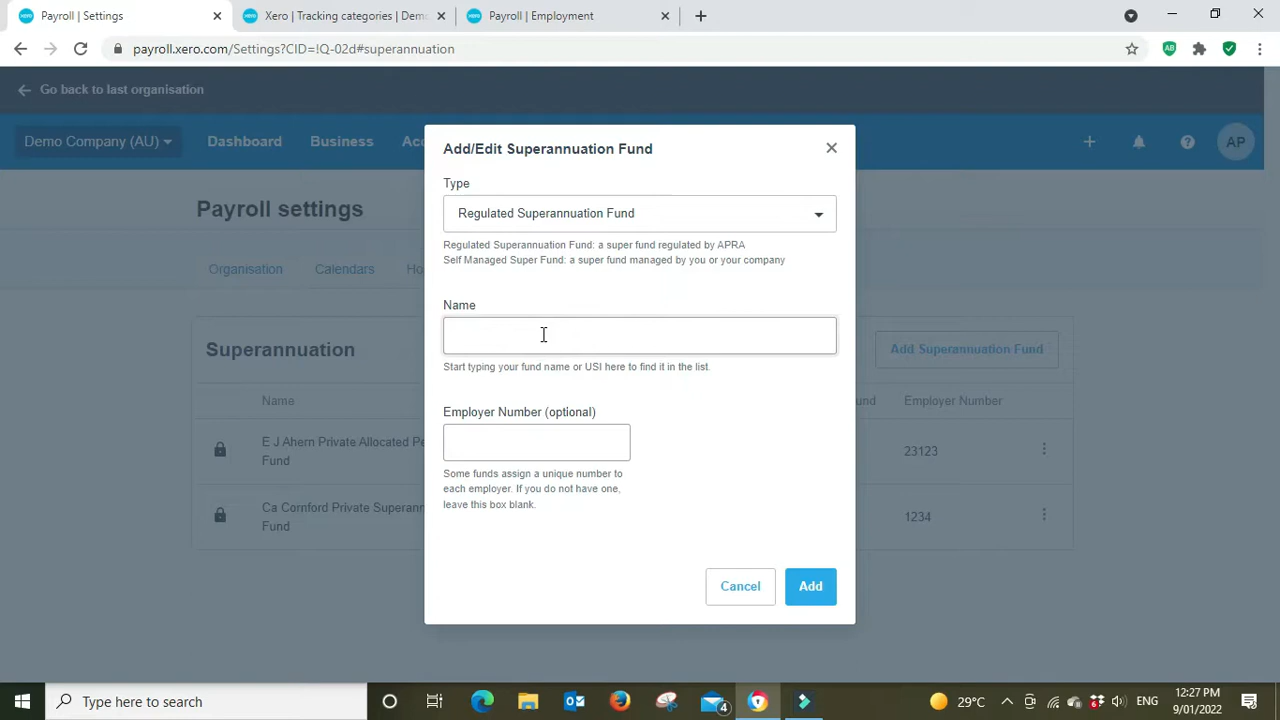 Payroll | Settings
Xero | Tracking categories | Dem
Payroll | Employment
payroll.xero.com/Settings?CID=!Q-02d#superannuation
AB
Go back to last organisation
Demo Company (AU)
Dashboard
Business
Acc
AP
Add/Edit Superannuation Fund
Type
Regulated Superannuation Fund
Regulated Superannuation Fund: a super fund regulated by APRA
Self Managed Super Fund: a super fund managed by you or your company
Payroll settings
Organisation
Calendars
Ho
Name
Start typing your fund name or USI here to find it in the list.
Superannuation
Add Superannuation Fund
Name
und
Employer Number
Employer Number (optional)
E J Ahern Private Allocated Pe
Fund
23123
Some funds assign a unique number to
each employer. If you do not have one,
leave this box blank.
Ca Cornford Private Superann
Fund
1234
Cancel
Add
Type here to search
4
29°C
6
ENG
12:27 PM
9/01/2022